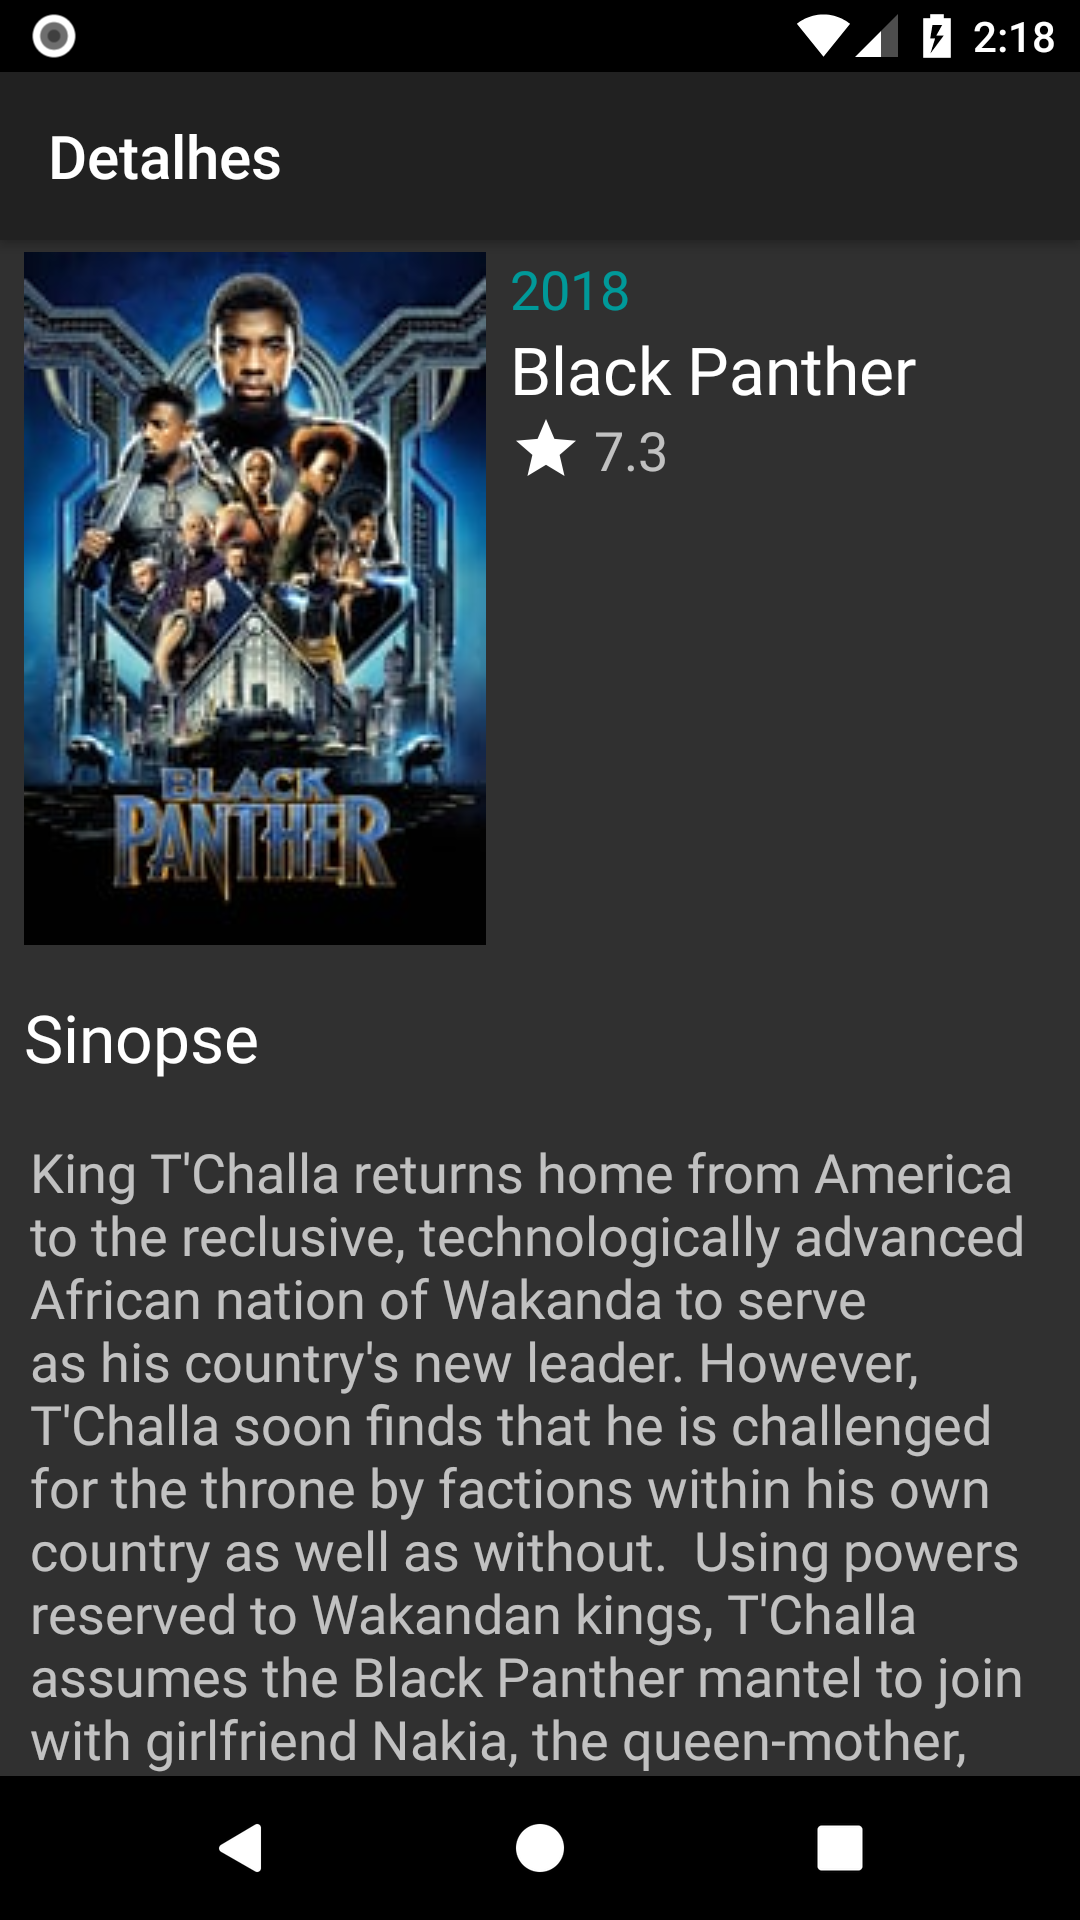 2:18
Detalhes
2018
Black Panther
7.3
BLACK
PANTHER
Sinopse
King T'Challa returns home from America
to the reclusive, technologically advanced
African nation of Wakanda to serve
as his country's new leader. However,
T'Challa soon finds that he is challenged
for the throne by factions within his own
country as well as without.  Using powers
reserved to Wakandan kings, T'Challa
assumes the Black Panther mantel to join
with girlfriend Nakia, the queen-mother,